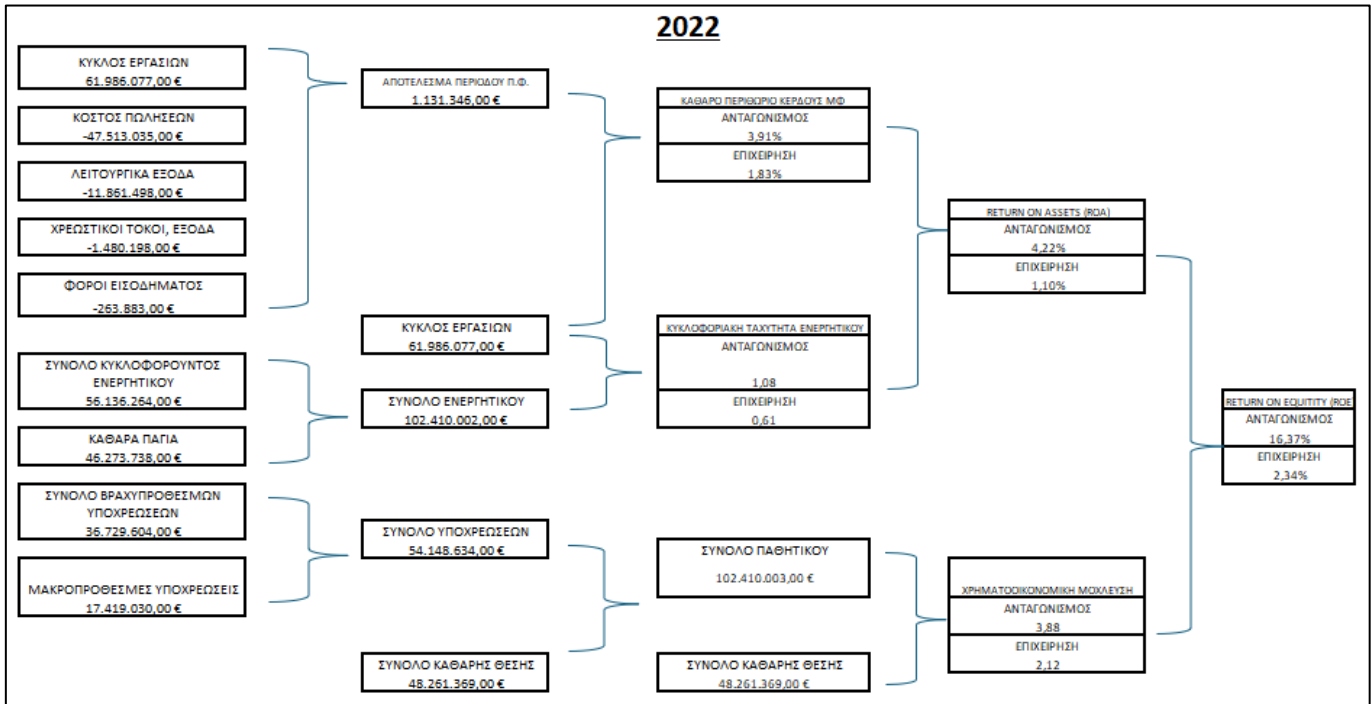 2022
ΚΥΚΛΟΣ ΕΡΓΑΣΙΩΝ
61.986.077,00 €
ΚΟΣΤΟΣ ΠΩΛΗΣΕΩΝ
-47.513.035,00 €
ΛΕΙΤΟΥΡΓΙΚΑ ΕΞΟΔΑ
-11.861.498,00 €
ΧΡΕΩΣΤΙΚΟΙ ΤΟΚΟΙ, ΕΞΟΔΑ
-1.480.198,00 €
ΦΟΡΟΙ ΕΙΣΟΔΗΜΑΤΟΣ
-263.883,00 €
ΣΥΝΟΛΟ ΚΥΚΛΟΦΟΡΟΥΝΤΟΣ
ΕΝΕΡΓΗΤΙΚΟΥ
56.136.264,00 €
ΚΑΘΑΡΑ ΠΑΓΙΑ
46.273.738,00 €
ΣΥΝΟΛΟ ΒΡΑΧΥΠΡΟΘΕΣΜΩΝ
ΥΠΟΧΡΕΩΣΕΩΝ
36.729.604,00 €
ΜΑΚΡΟΠΡΟΘΕΣΜΕΣ ΥΠΟΧΡΕΩΣΕΙΣ
17.419.030,00 €
ΑΠΟΤΕΛΕΣΜΑ ΠΕΡΙΟΔΟΥ Π.Φ.
1.131.346,00 €
ΚΥΚΛΟΣ ΕΡΓΑΣΙΩΝ
61.986.077,00 €
ΣΥΝΟΛΟ ΕΝΕΡΓΗΤΙΚΟΥ
102.410.002,00 €
ΣΥΝΟΛΟ ΥΠΟΧΡΕΩΣΕΩΝ
54.148.634,00 €
ΣΥΝΟΛΟ ΚΑΘΑΡΗΣ ΘΕΣΗΣ
48.261.369,00 €
ΚΑΘΑΡΟ ΠΕΡΙΘΩΡΙΟ ΚΕΡΔΟΥΣ ΜΦ
ΑΝΤΑΓΩΝΙΣΜΟΣ
3,91%
ΕΠΙΧΕΙΡΗΣΗ
1,83%
ΚΥΚΛΟΦΟΡΙΑΚΗ ΤΑΧΥΤΗΤΑ ΕΝΕΡΓΗΤΙΚΟΥ
ΑΝΤΑΓΩΝΙΣΜΟΣ
1,08
ΕΠΙΧΕΙΡΗΣΗ
0,61
ΣΥΝΟΛΟ ΠΑΘΗΤΙΚΟΥ
102.410.003,00 €
ΣΥΝΟΛΟ ΚΑΘΑΡΗΣ ΘΕΣΗΣ
48.261.369,00 €
RETURN ON ASSETS (ROA)
ΑΝΤΑΓΩΝΙΣΜΟΣ
4,22%
ΕΠΙΧΕΙΡΗΣΗ
1,10%
ΧΡΗΜΑΤΟΟΙΚΟΝΟΜΙΚΗ ΜΟΧΛΕΥΣΗ
ΑΝΤΑΓΩΝΙΣΜΟΣ
3,88
ΕΠΙΧΕΙΡΗΣΗ
2,12
RETURN ON EQUITITY (ROE
ΑΝΤΑΓΩΝΙΣΜΟΣ
16,37%
ΕΠΙΧΕΙΡΗΣΗ
2,34%